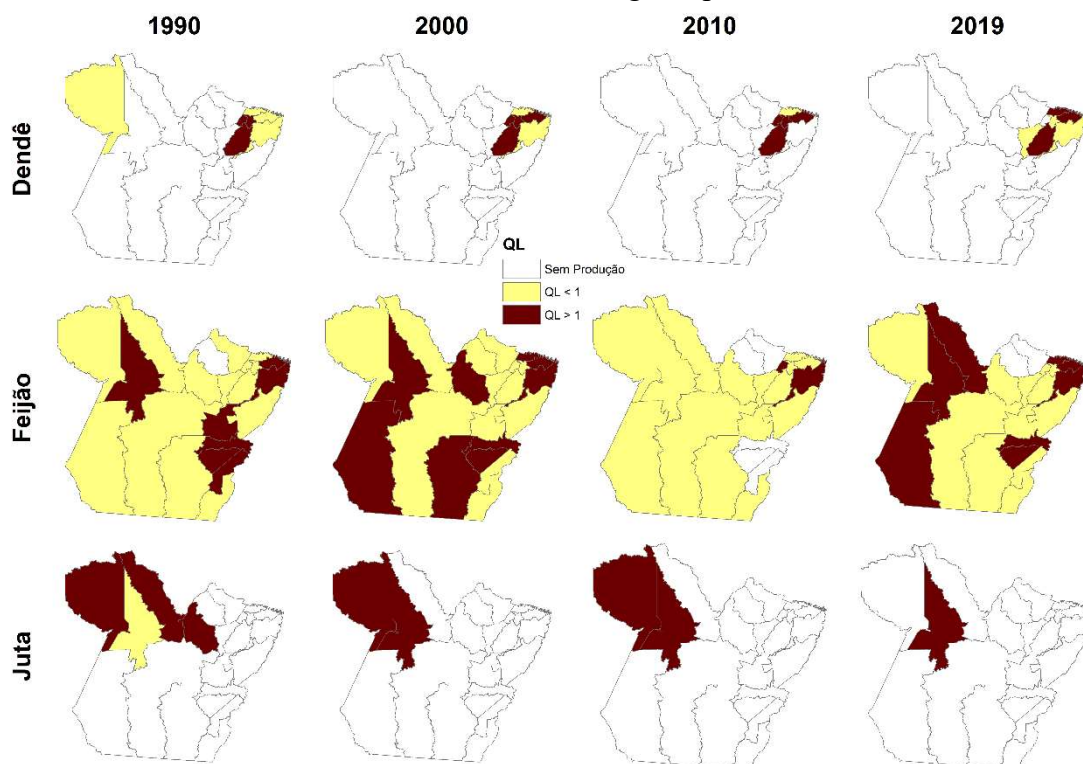 1990
2000
2010
2019
Dendê
QL
Sem Produção
QL < 1
QL > 1
Feijão
Juta